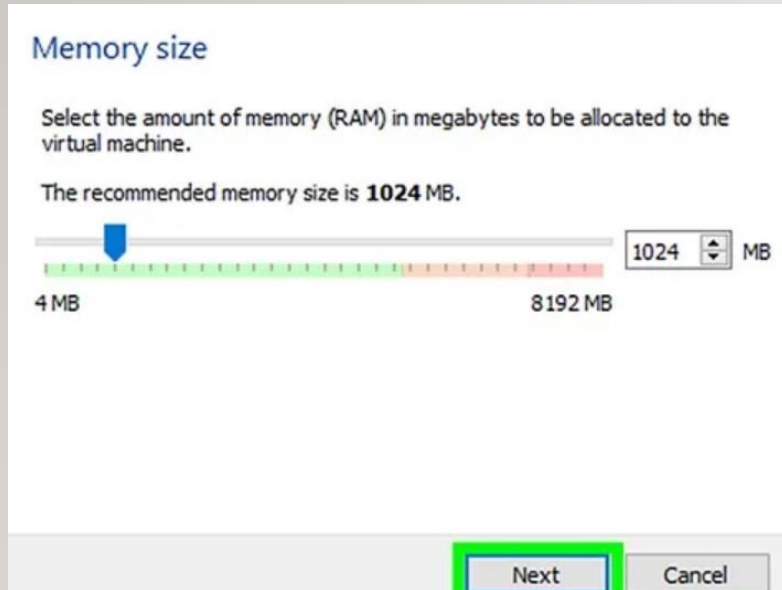 Memory size
Select the amount of memory (RAM) in megabytes to be allocated to the
virtual machine.
The recommended memory size is 1024 MB.
1024 MB
4 MB 8192 MB
Next Cancel